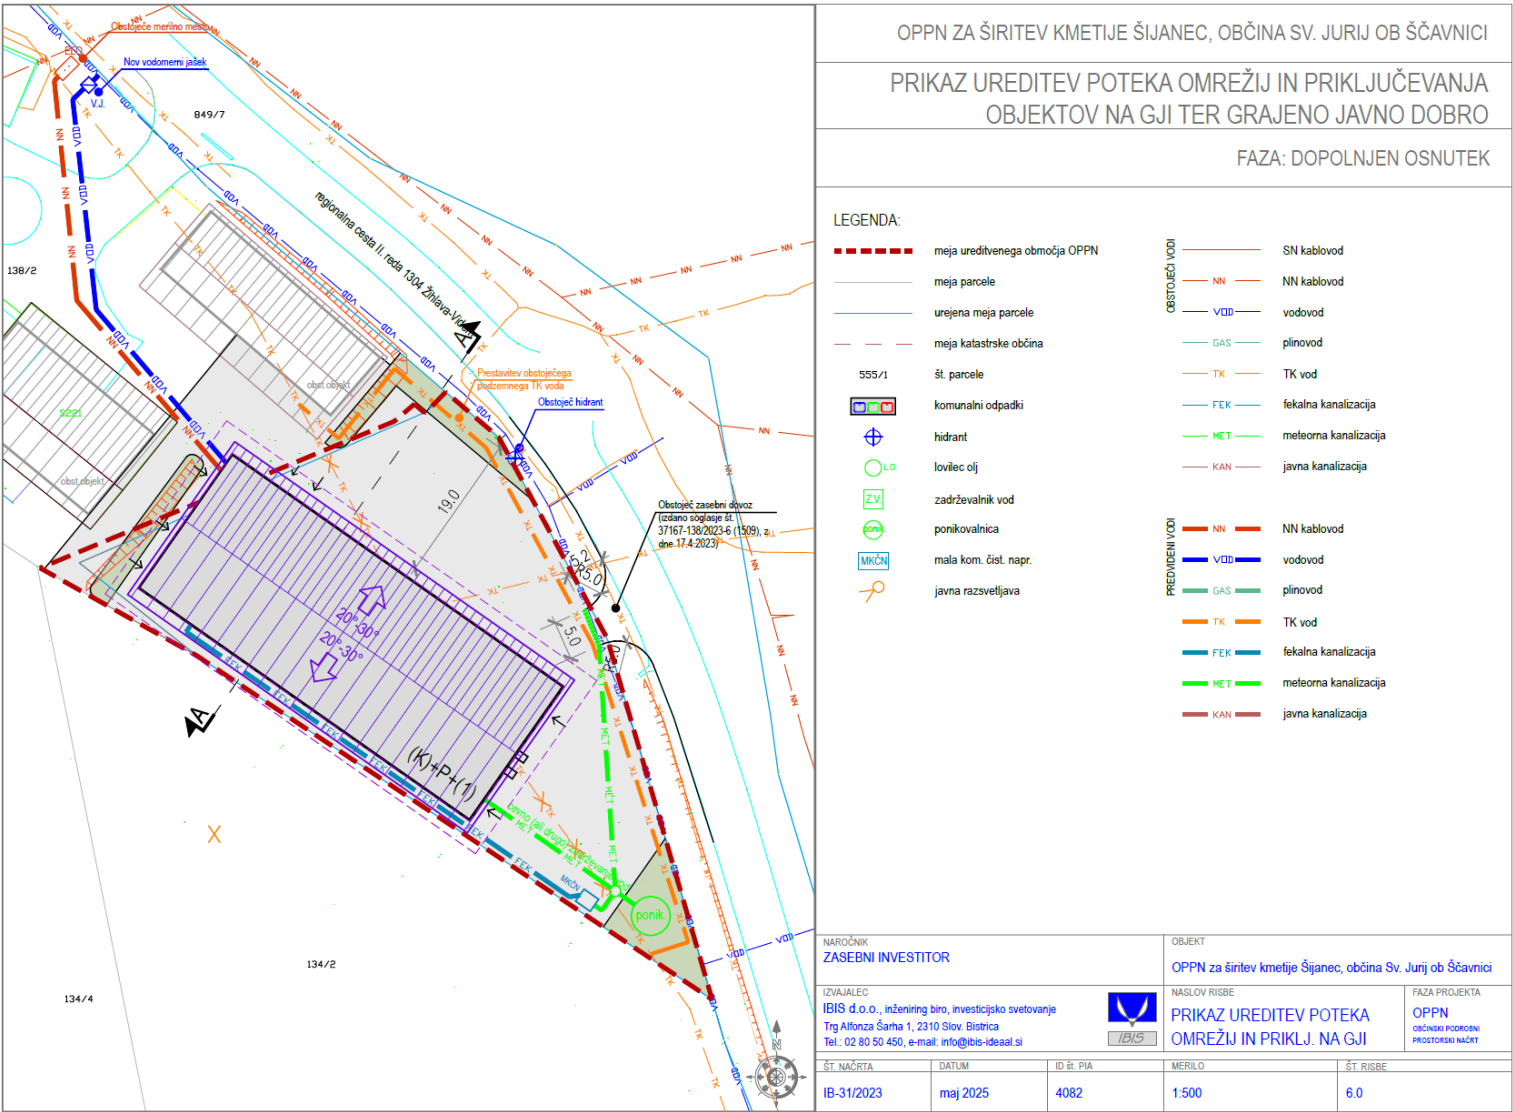 OPPN ZA ŠIRITEV KMETIJE ŠIJANEC, OBČINA SV. JURIJ OB ŠČAVNICI
PRIKAZ UREDITEV POTEKA OMREŽIJ IN PRIKLJUČEVANJA
OBJEKTOV NA GJI TER GRAJENO JAVNO DOBRO
FAZA: DOPOLNJEN OSNUTEK
LEGENDA:
meja ureditvenega območja OPPN
meja parcele
urejena meja parcele
meja katastrske občina
555/1 št. parcele
komunalni odpadki
hidrant
L.O. lovilec olj
Z.V. zadrževalnik vod
ponik. ponikovalnica
MKČN mala kom. čist. napr.
javna razsvetljava
OBSTOJEČI VODI
SN kablovod
NN NN kablovod
VOD vodovod
GAS plinovod
TK TK vod
FEK fekalna kanalizacija
MET meteorna kanalizacija
KAN javna kanalizacija
PREDVIDENI VODI
NN NN kablovod
VOD vodovod
GAS plinovod
TK TK vod
FEK fekalna kanalizacija
MET meteorna kanalizacija
KAN javna kanalizacija
Obstoječe merilno mesto
Nov vodomerni jašek
V.J.
849/7
regionalna cesta II. reda 1304 Žihlava-Videm
138/2
A
obst.objekt
Prestavitev obstoječega
podzemnega TK voda
Obstoječ hidrant
S221
obst.objekt
19.0
Obstoječ zasebni dovoz
(izdano soglasje št.
37167-138/2023-6 (1509), z
dne 17.4.2023)
5.2
R5.0
5.0
20°-30°
20°-30°
A
(K)+P+(1)
cevno (ali drugo) zadrževanje vod
MKČN
ponik.
134/2
134/4
N
NAROČNIK
ZASEBNI INVESTITOR
OBJEKT
OPPN za širitev kmetije Šijanec, občina Sv. Jurij ob Ščavnici
IZVAJALEC
IBIS d.o.o., inženiring biro, investicijsko svetovanje
Trg Alfonza Šarha 1, 2310 Slov. Bistrica
Tel.: 02 80 50 450, e-mail: info@ibis-ideaal.si
IBIS
NASLOV RISBE
PRIKAZ UREDITEV POTEKA
OMREŽIJ IN PRIKLJ. NA GJI
FAZA PROJEKTA
OPPN
OBČINSKI PODROBNI
PROSTORSKI NAČRT
ŠT. NAČRTA
IB-31/2023
DATUM
maj 2025
ID št. PIA
4082
MERILO
1:500
ŠT. RISBE
6.0